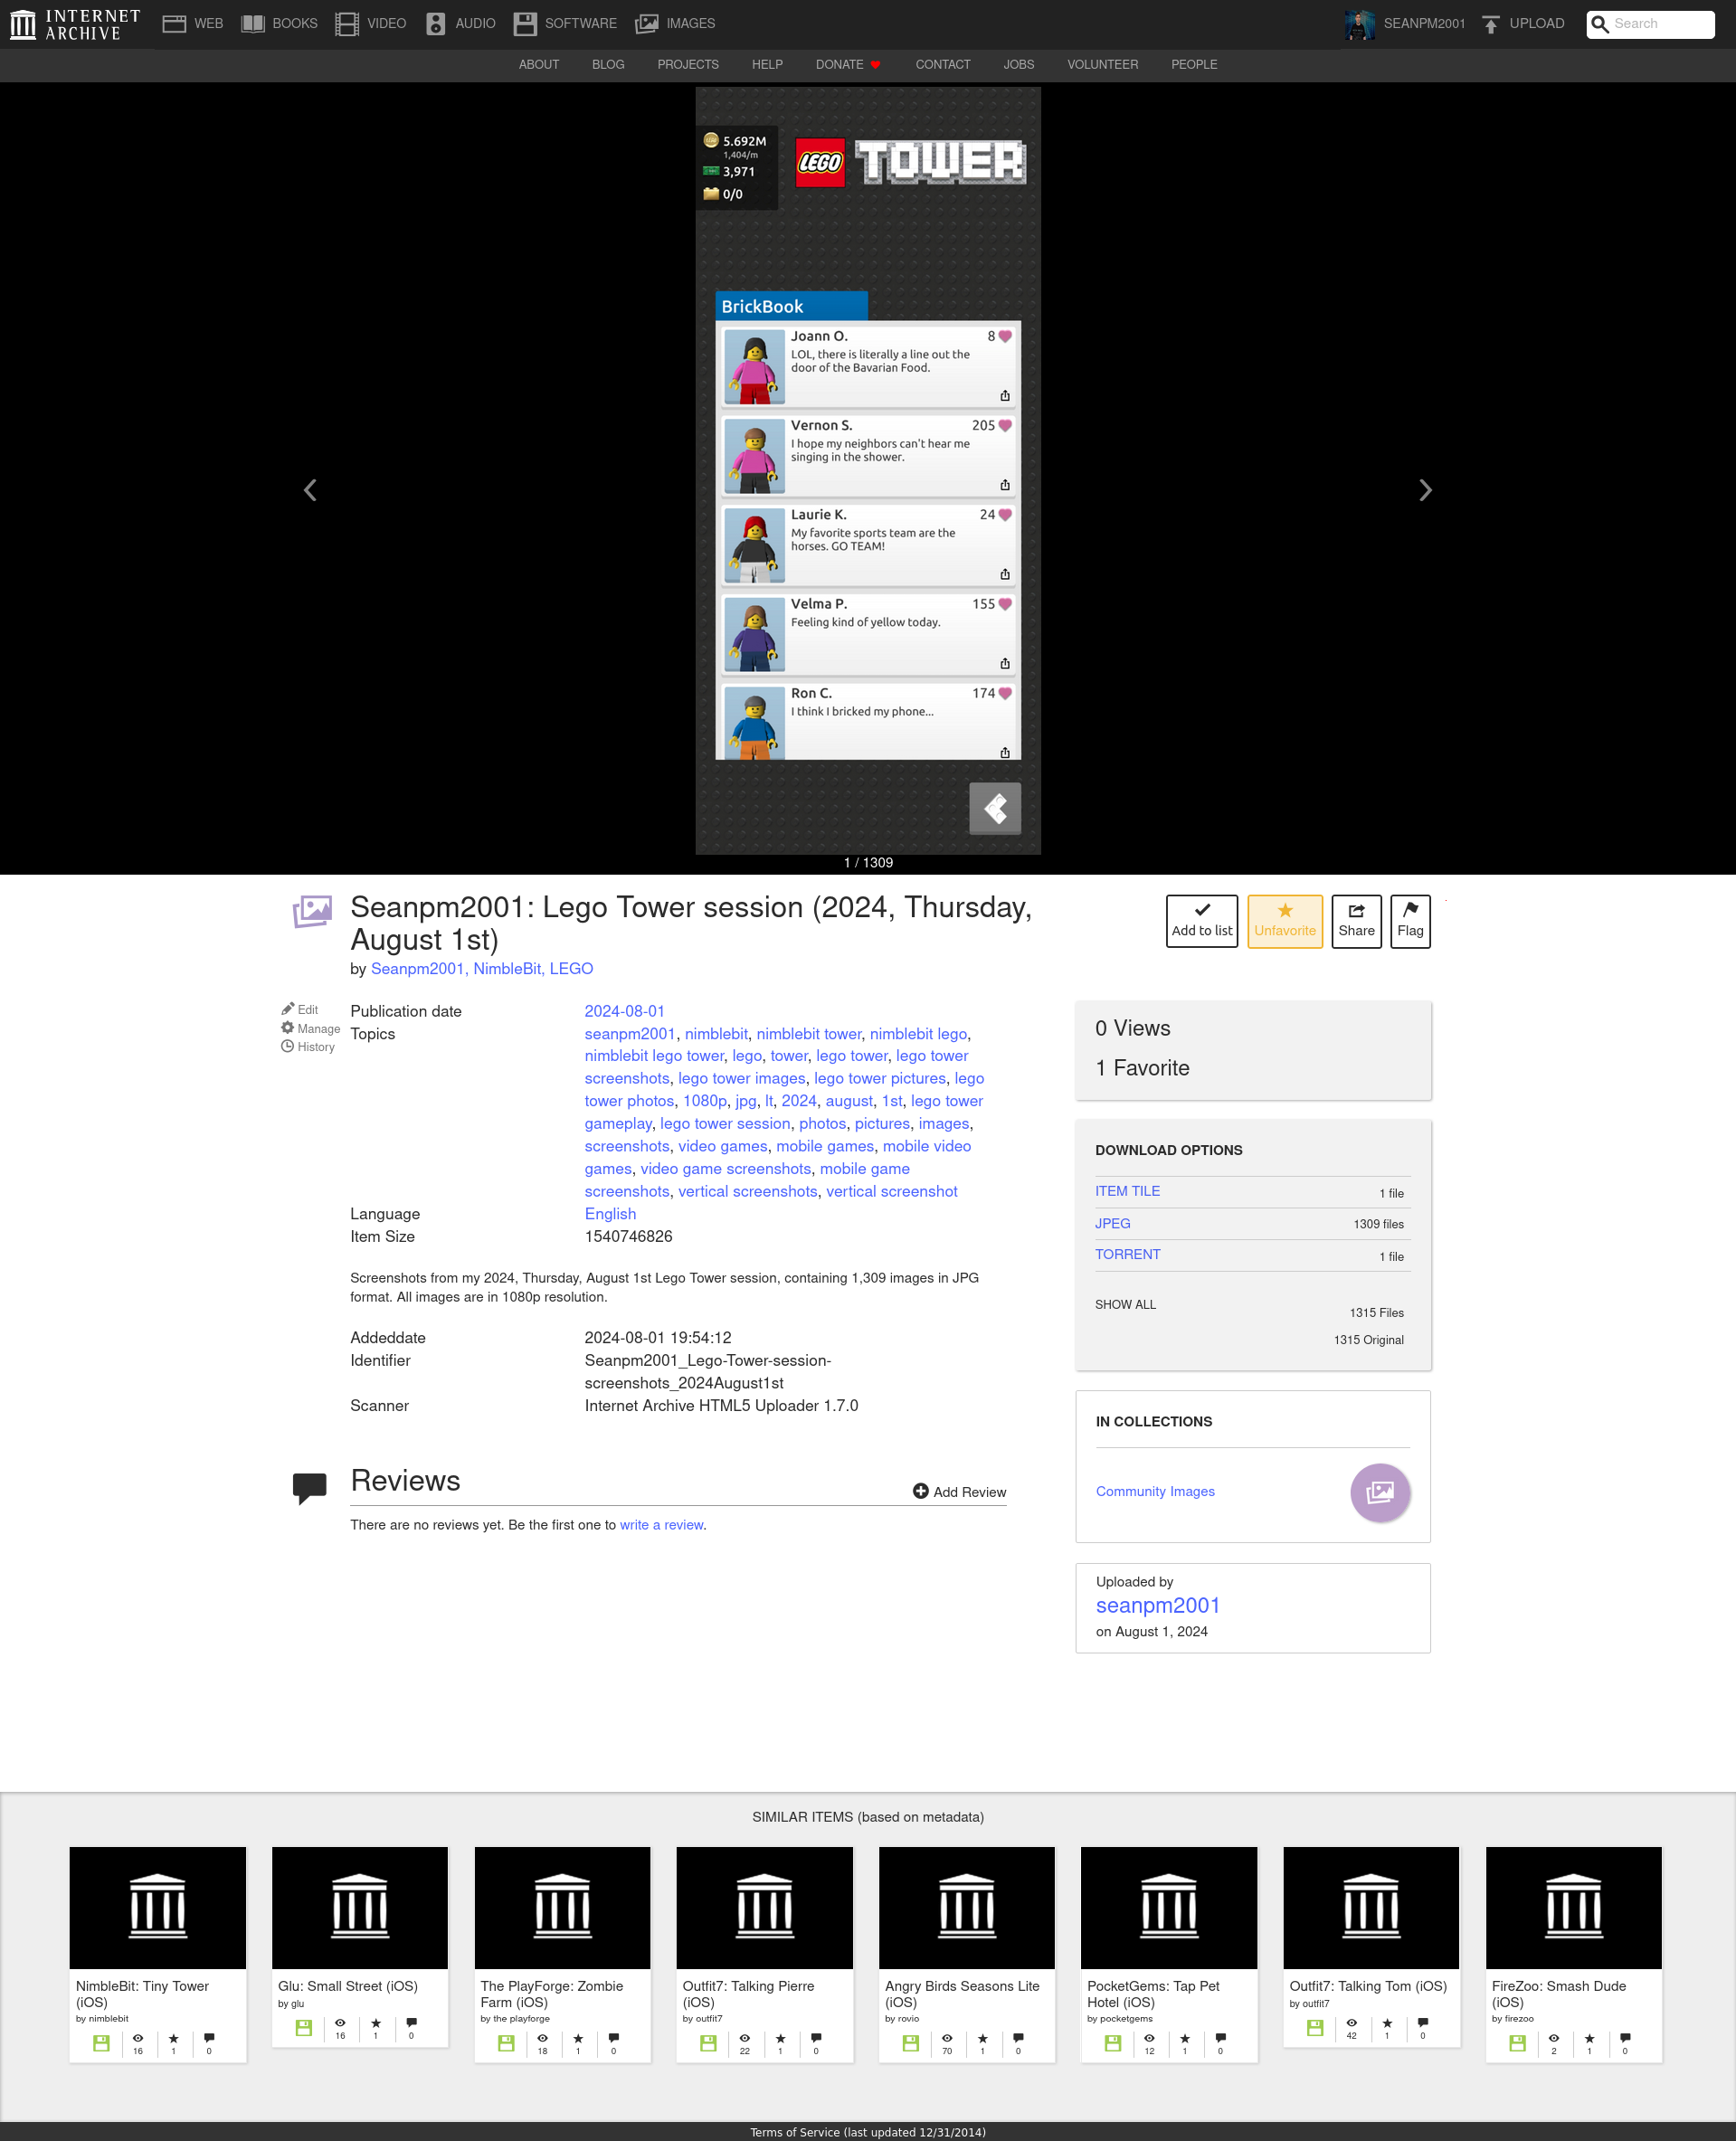 INTERNET ARCHIVE
WEB
BOOKS
VIDEO
AUDIO
SOFTWARE
IMAGES
SEANPM2001
UPLOAD
Search
ABOUT
BLOG
PROJECTS
HELP
DONATE
CONTACT
JOBS
VOLUNTEER
PEOPLE
5.692M
1,404/m
3,971
0/0
LEGO TOWER
BrickBook
Joann O. 8
LOL, there is literally a line out the
door of the Bavarian Food.
Vernon S. 205
I hope my neighbors can't hear me
singing in the shower.
Laurie K. 24
My favorite sports team are the
horses. GO TEAM!
Velma P. 155
Feeling kind of yellow today.
Ron C. 174
I think I bricked my phone...
1 / 1309
Seanpm2001: Lego Tower session (2024, Thursday,
August 1st)
by Seanpm2001, NimbleBit, LEGO
Add to list
Unfavorite
Share
Flag
Edit
Manage
History
Publication date 2024-08-01
Topics seanpm2001, nimblebit, nimblebit tower, nimblebit lego,
nimblebit lego tower, lego, tower, lego tower, lego tower
screenshots, lego tower images, lego tower pictures, lego
tower photos, 1080p, jpg, lt, 2024, august, 1st, lego tower
gameplay, lego tower session, photos, pictures, images,
screenshots, video games, mobile games, mobile video
games, video game screenshots, mobile game
screenshots, vertical screenshots, vertical screenshot
Language English
Item Size 1540746826
Screenshots from my 2024, Thursday, August 1st Lego Tower session, containing 1,309 images in JPG
format. All images are in 1080p resolution.
Addeddate 2024-08-01 19:54:12
Identifier Seanpm2001_Lego-Tower-session-
screenshots_2024August1st
Scanner Internet Archive HTML5 Uploader 1.7.0
Reviews
Add Review
There are no reviews yet. Be the first one to write a review.
0 Views
1 Favorite
DOWNLOAD OPTIONS
ITEM TILE 1 file
JPEG 1309 files
TORRENT 1 file
SHOW ALL 1315 Files
1315 Original
IN COLLECTIONS
Community Images
Uploaded by
seanpm2001
on August 1, 2024
SIMILAR ITEMS (based on metadata)
NimbleBit: Tiny Tower
(iOS)
by nimblebit
16 1 0
Glu: Small Street (iOS)
by glu
16 1 0
The PlayForge: Zombie
Farm (iOS)
by the playforge
18 1 0
Outfit7: Talking Pierre
(iOS)
by outfit7
22 1 0
Angry Birds Seasons Lite
(iOS)
by rovio
70 1 0
PocketGems: Tap Pet
Hotel (iOS)
by pocketgems
12 1 0
Outfit7: Talking Tom (iOS)
by outfit7
42 1 0
FireZoo: Smash Dude
(iOS)
by firezoo
2 1 0
Terms of Service (last updated 12/31/2014)